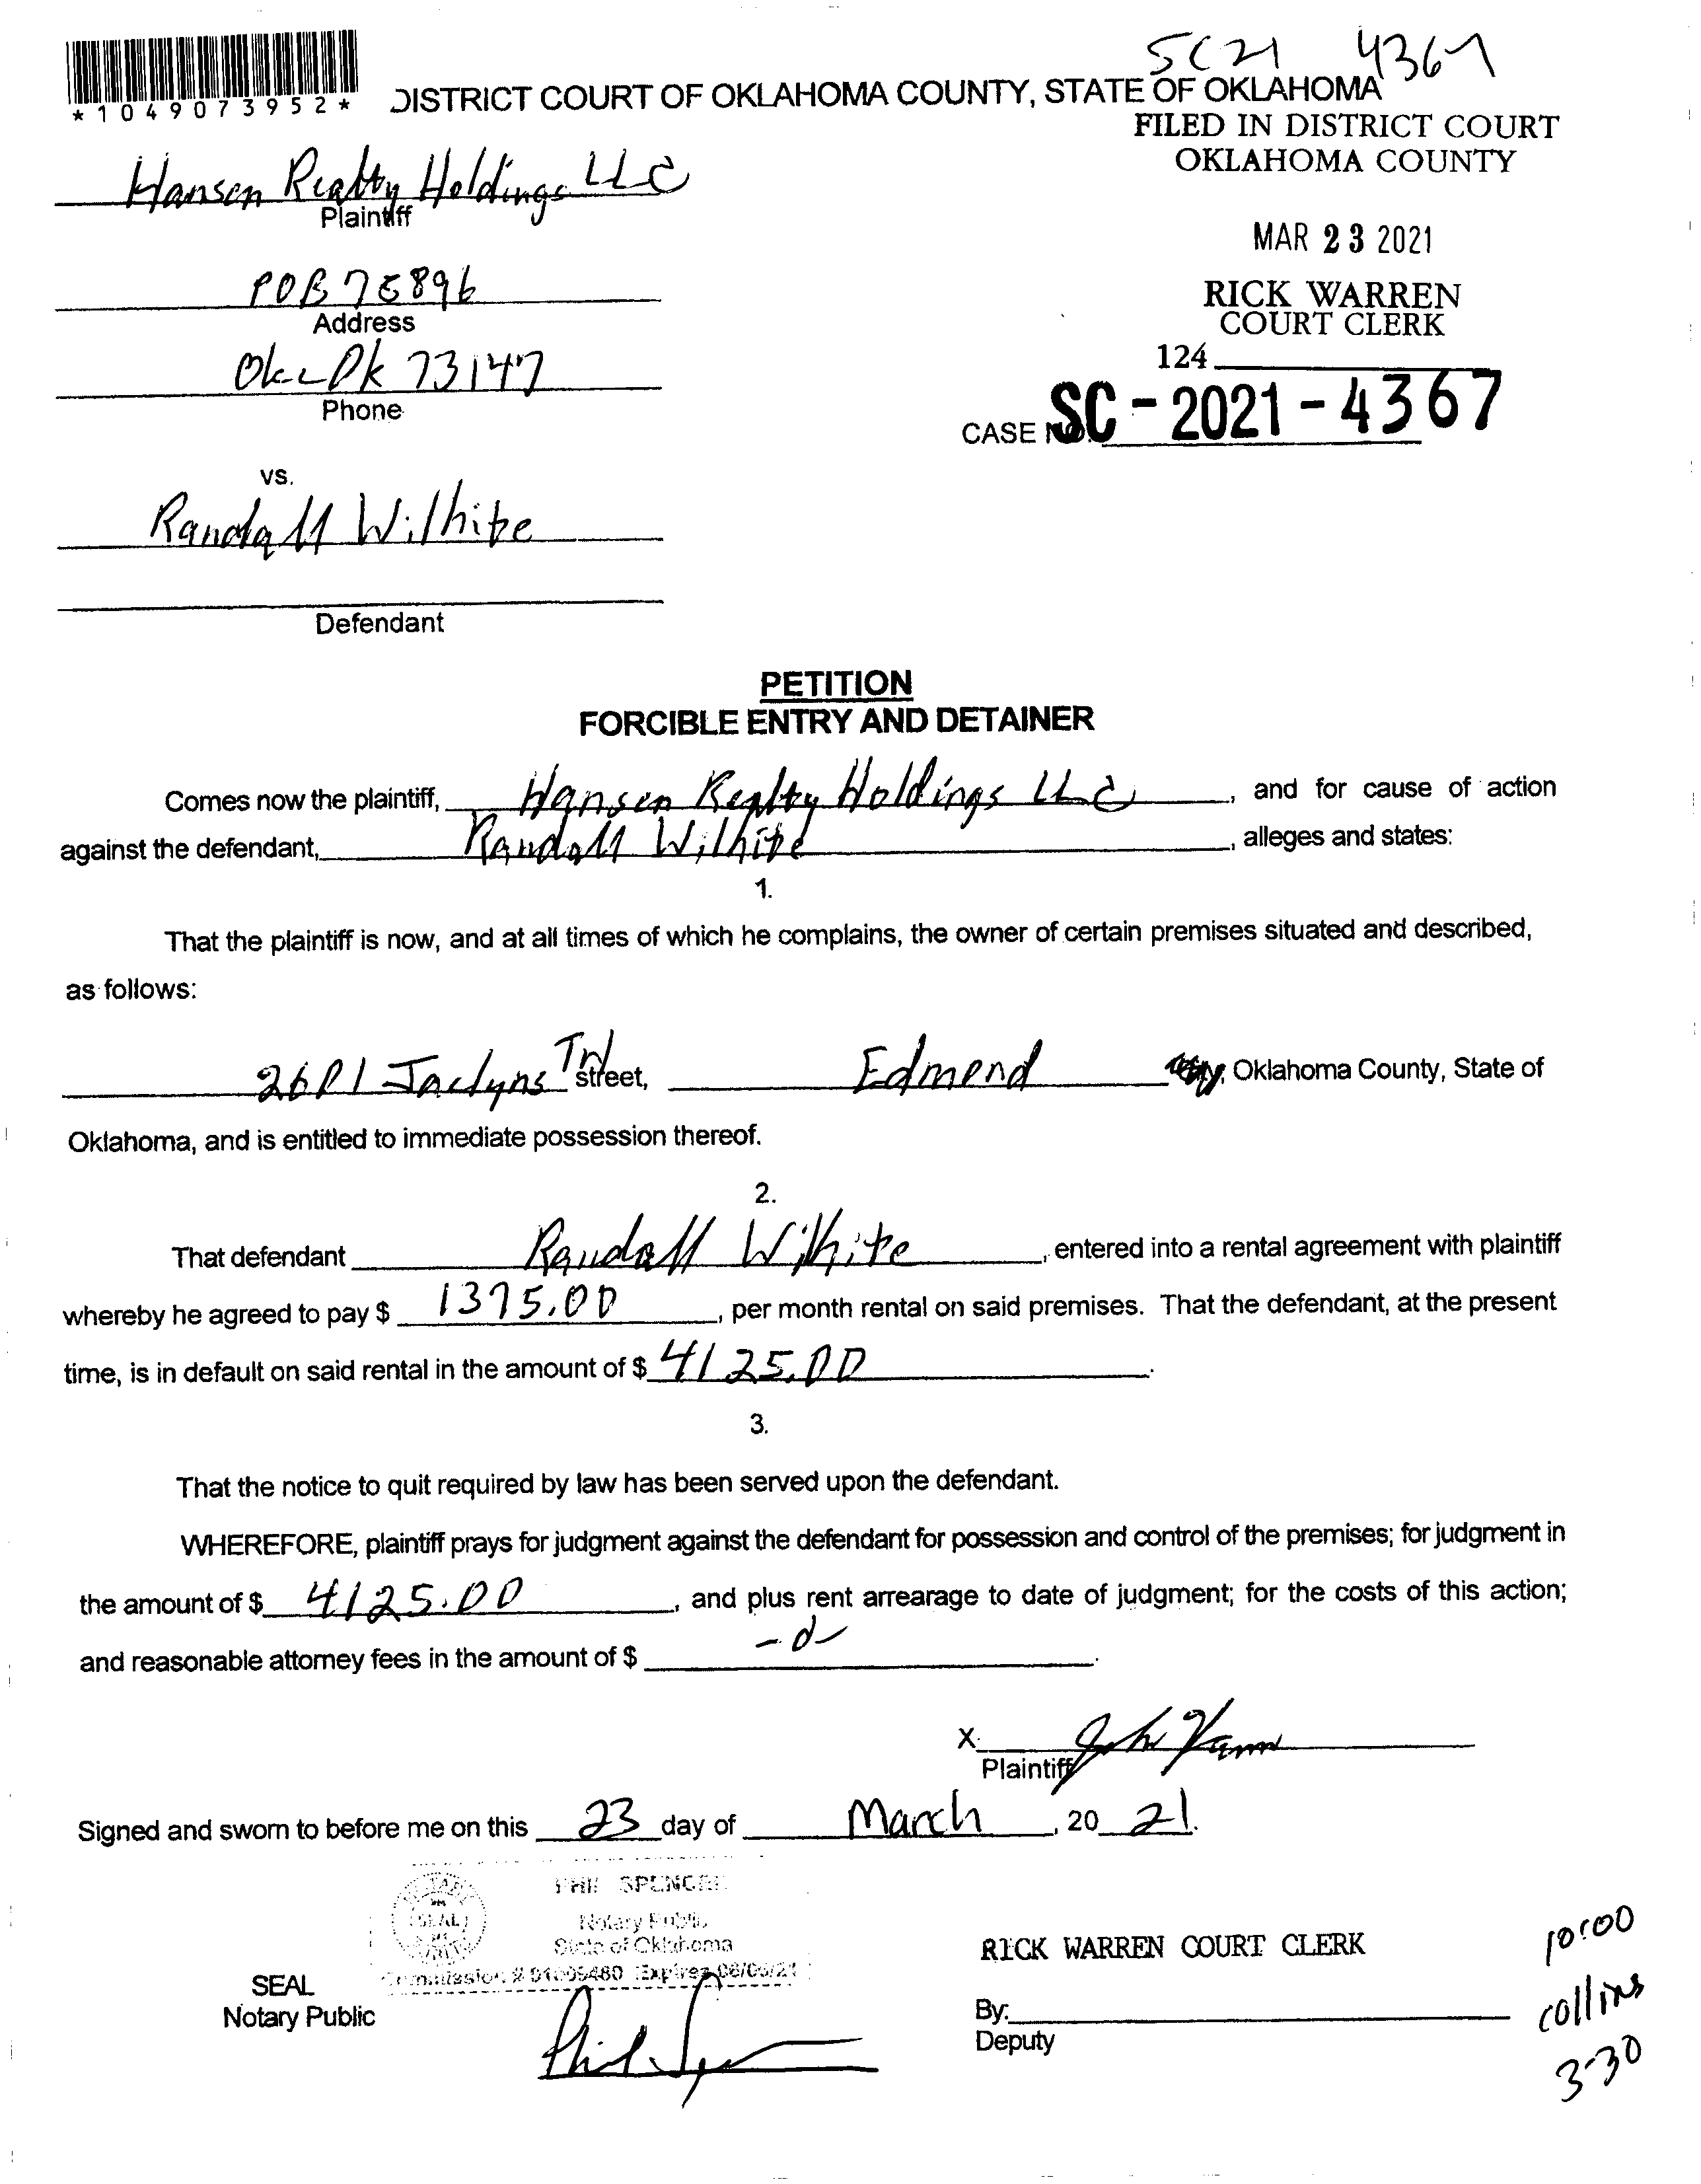 SC21 4367
*1049073952*
DISTRICT COURT OF OKLAHOMA COUNTY, STATE OF OKLAHOMA
FILED IN DISTRICT COURT
OKLAHOMA COUNTY
Hansen Realty Holdings LLC
Plaintiff
MAR 23 2021
POB 75896
Address
RICK WARREN
COURT CLERK
124
Okc Ok 73147
Phone
CASE NO. SC-2021-4367
vs.
Randall Wilhite
Defendant
PETITION
FORCIBLE ENTRY AND DETAINER
Comes now the plaintiff, Hansen Realty Holdings LLC, and for cause of action
against the defendant, Randall Wilhite, alleges and states:
1.
That the plaintiff is now, and at all times of which he complains, the owner of certain premises situated and described,
as follows:
2601 Jaclyns Trl street, Edmond Oklahoma County, State of
Oklahoma, and is entitled to immediate possession thereof.
2.
That defendant Randall Wilhite, entered into a rental agreement with plaintiff
whereby he agreed to pay $ 1375.00, per month rental on said premises. That the defendant, at the present
time, is in default on said rental in the amount of $ 4125.00.
3.
That the notice to quit required by law has been served upon the defendant.
WHEREFORE, plaintiff prays for judgment against the defendant for possession and control of the premises; for judgment in
the amount of $ 4125.00, and plus rent arrearage to date of judgment; for the costs of this action;
and reasonable attorney fees in the amount of $ -0-.
X
Plaintiff
Signed and sworn to before me on this 23 day of March, 20 21.
PHIL SPENCER
Notary Public
State of Oklahoma
SEAL
Notary Public
RICK WARREN COURT CLERK
By:
Deputy
10:00
collins
3-30